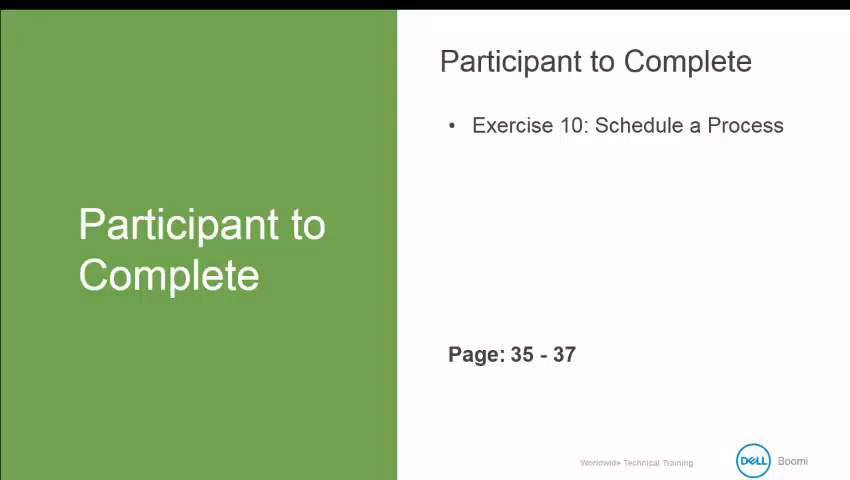 Participant to
Complete
Participant to Complete
• Exercise 10: Schedule a Process
Page: 35 - 37
Worldwide Technical Training
DELL Boomi